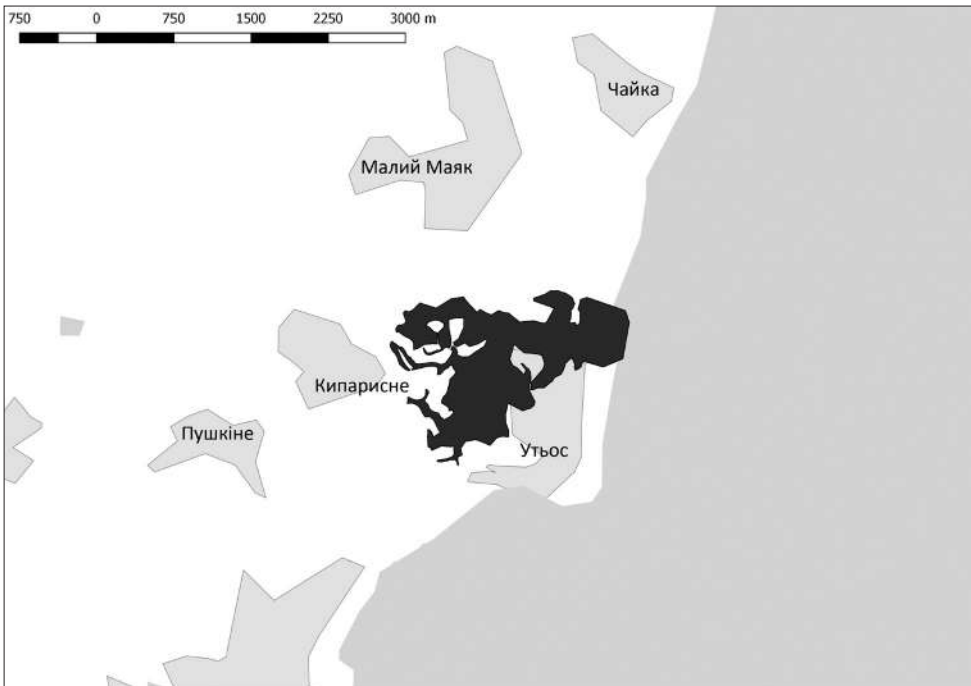 750 0 750 1500 2250 3000 m
Чайка
Малий Маяк
Кипарисне
Пушкіне
Утьос